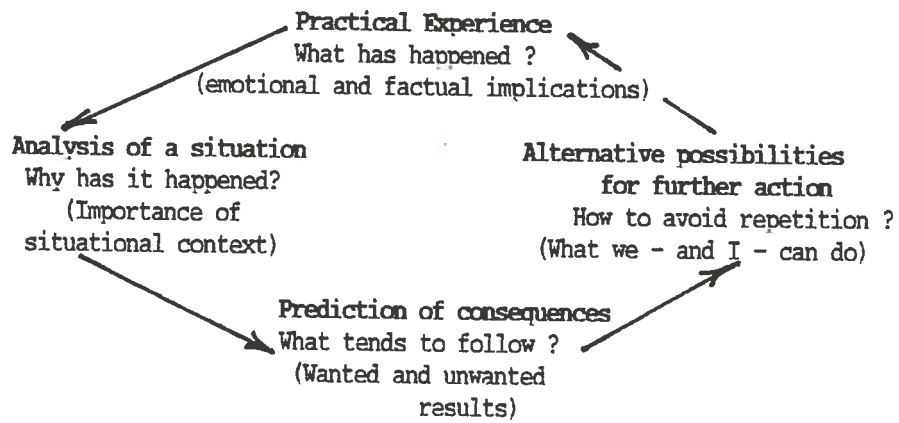 Practical Experience
What has happened ?
(emotional and factual implications)
Analysis of a situation
Why has it happened?
(Importance of
situational context)
Alternative possibilities
for further action
How to avoid repetition ?
(What we - and I - can do)
Prediction of consequences
What tends to follow ?
(Wanted and unwanted
results)